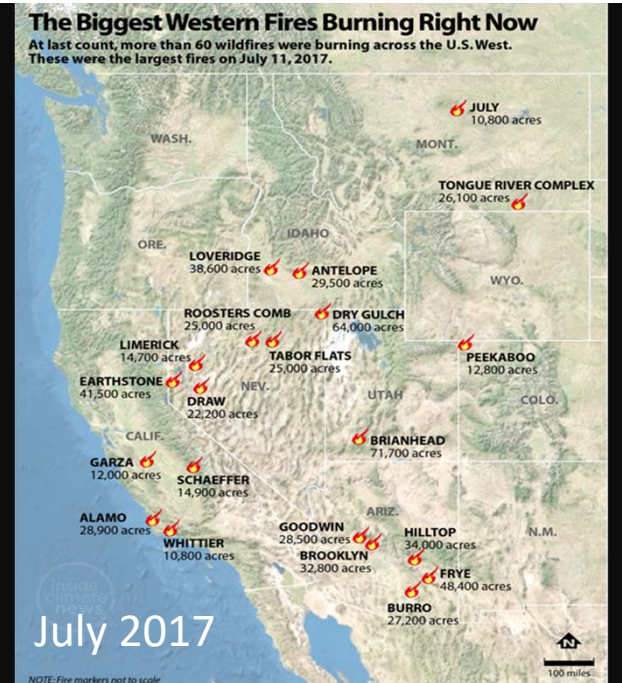 The Biggest Western Fires Burning Right Now
At last count, more than 60 wildfires were burning across the U.S. West.
These were the largest fires on July 11, 2017.
JULY
10,800 acres
WASH.
MONT.
TONGUE RIVER COMPLEX
26,100 acres
IDAHO
ORE.
LOVERIDGE
38,600 acres
ANTELOPE
29,500 acres
WYO.
ROOSTERS COMB
25,000 acres
DRY GULCH
64,000 acres
LIMERICK
14,700 acres
TABOR FLATS
25,000 acres
PEEKABOO
12,800 acres
EARTHSTONE
41,500 acres
NEV.
DRAW
22,200 acres
UTAH
COLO.
CALIF.
BRIANHEAD
71,700 acres
GARZA
12,000 acres
SCHAEFFER
14,900 acres
ARIZ.
ALAMO
28,900 acres
GOODWIN
28,500 acres
HILLTOP
34,000 acres
N.M.
WHITTIER
10,800 acres
BROOKLYN
32,800 acres
FRYE
48,400 acres
BURRO
27,200 acres
news
July 2017
N
100 miles
NOTE: Fire markers not to scale